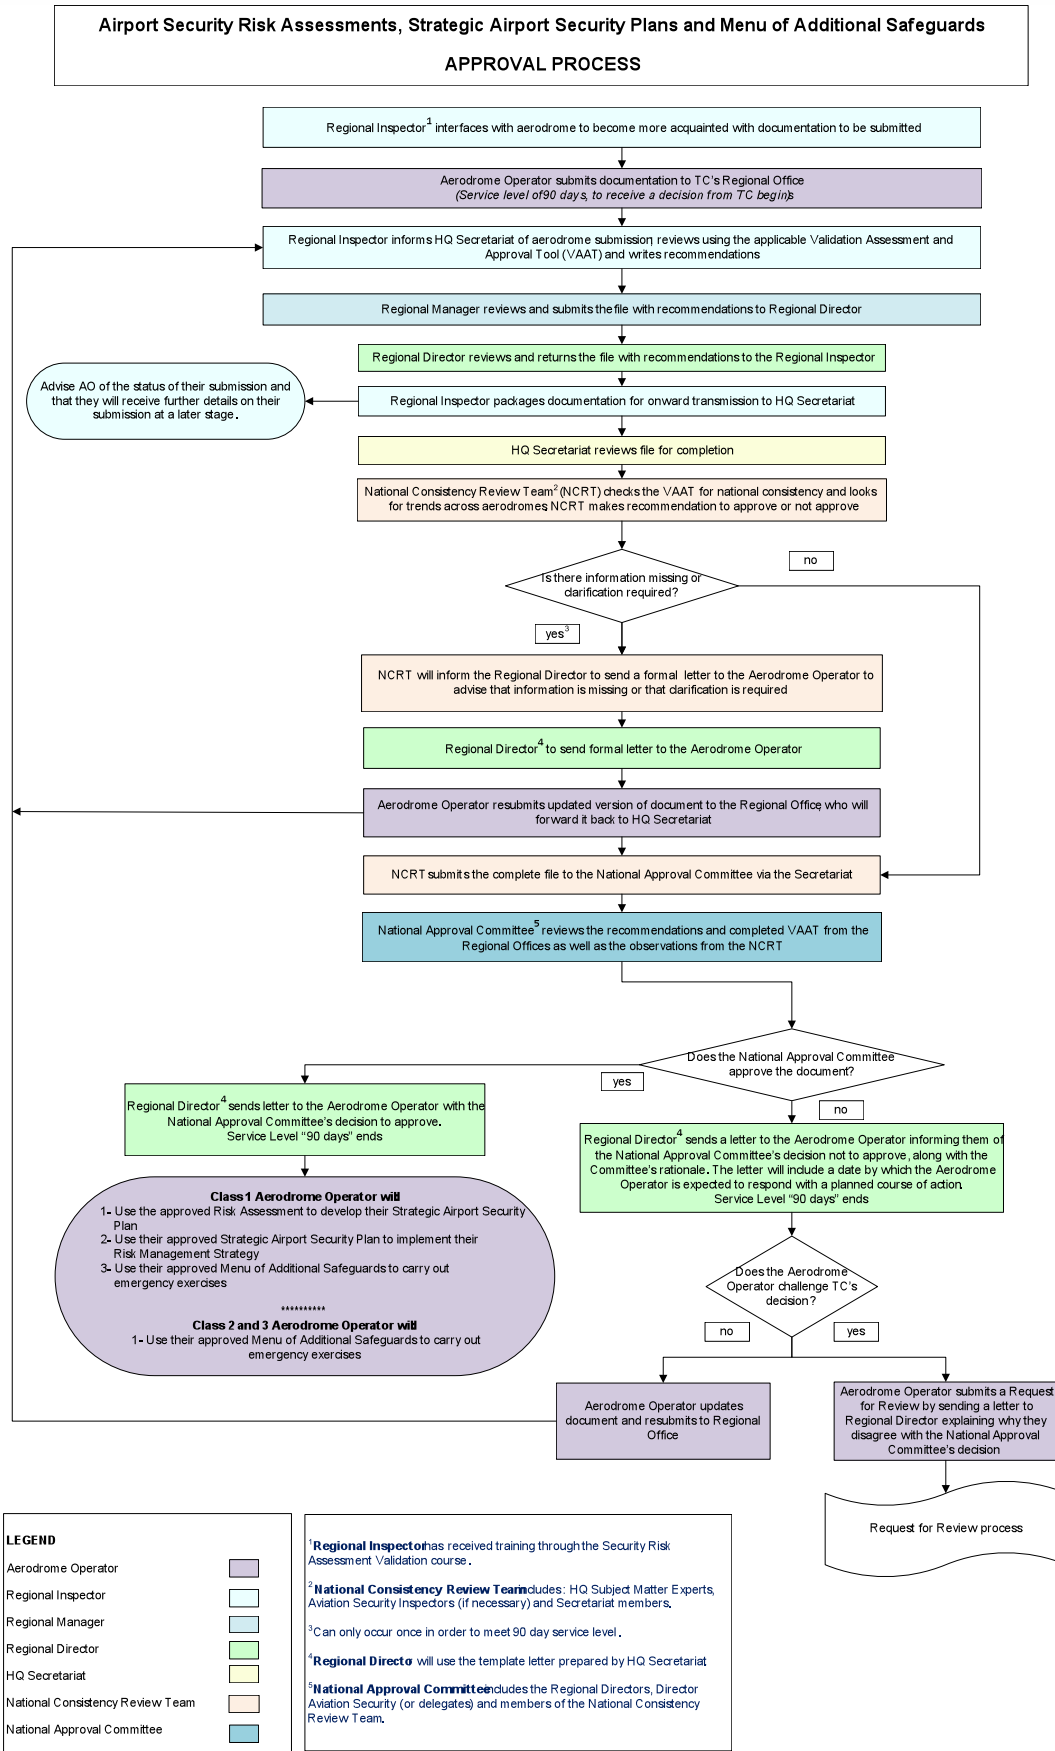 Airport Security Risk Assessments, Strategic Airport Security Plans and Menu of Additional Safeguards
APPROVAL PROCESS
Regional Inspector1 interfaces with aerodrome to become more acquainted with documentation to be submitted
Aerodrome Operator submits documentation to TC's Regional Office
(Service level of 90 days, to receive a decision from TC begins)
Regional Inspector informs HQ Secretariat of aerodrome submission, reviews using the applicable Validation Assessment and
Approval Tool (VAAT) and writes recommendations
Regional Manager reviews and submits the file with recommendations to Regional Director
Regional Director reviews and returns the file with recommendations to the Regional Inspector
Advise AO of the status of their submission and
that they will receive further details on their
submission at a later stage.
Regional Inspector packages documentation for onward transmission to HQ Secretariat
HQ Secretariat reviews file for completion
National Consistency Review Team2 (NCRT) checks the VAAT for national consistency and looks
for trends across aerodromes, NCRT makes recommendation to approve or not approve
no
Is there information missing or
clarification required?
yes3
NCRT will inform the Regional Director to send a formal letter to the Aerodrome Operator to
advise that information is missing or that clarification is required
Regional Director4 to send formal letter to the Aerodrome Operator
Aerodrome Operator resubmits updated version of document to the Regional Office, who will
forward it back to HQ Secretariat
NCRT submits the complete file to the National Approval Committee via the Secretariat
National Approval Committee5 reviews the recommendations and completed VAAT from the
Regional Offices as well as the observations from the NCRT
Does the National Approval Committee
approve the document?
yes
no
Regional Director4 sends letter to the Aerodrome Operator with the
National Approval Committee's decision to approve.
Service Level "90 days" ends
Regional Director4 sends a letter to the Aerodrome Operator informing them of
the National Approval Committee's decision not to approve, along with the
Committee's rationale. The letter will include a date by which the Aerodrome
Operator is expected to respond with a planned course of action.
Service Level "90 days" ends
Class 1 Aerodrome Operator will:
1- Use the approved Risk Assessment to develop their Strategic Airport Security
Plan
2- Use their approved Strategic Airport Security Plan to implement their
Risk Management Strategy
3- Use their approved Menu of Additional Safeguards to carry out
emergency exercises
**********
Class 2 and 3 Aerodrome Operator will:
1- Use their approved Menu of Additional Safeguards to carry out
emergency exercises
Does the Aerodrome
Operator challenge TC's
decision?
no
yes
Aerodrome Operator updates
document and resubmits to Regional
Office
Aerodrome Operator submits a Request
for Review by sending a letter to
Regional Director explaining why they
disagree with the National Approval
Committee's decision
Request for Review process
LEGEND
Aerodrome Operator
Regional Inspector
Regional Manager
Regional Director
HQ Secretariat
National Consistency Review Team
National Approval Committee
1Regional Inspector has received training through the Security Risk
Assessment Validation course.
2National Consistency Review Team includes: HQ Subject Matter Experts,
Aviation Security Inspectors (if necessary) and Secretariat members.
3Can only occur once in order to meet 90 day service level.
4Regional Director will use the template letter prepared by HQ Secretariat.
5National Approval Committee includes the Regional Directors, Director
Aviation Security (or delegates) and members of the National Consistency
Review Team.